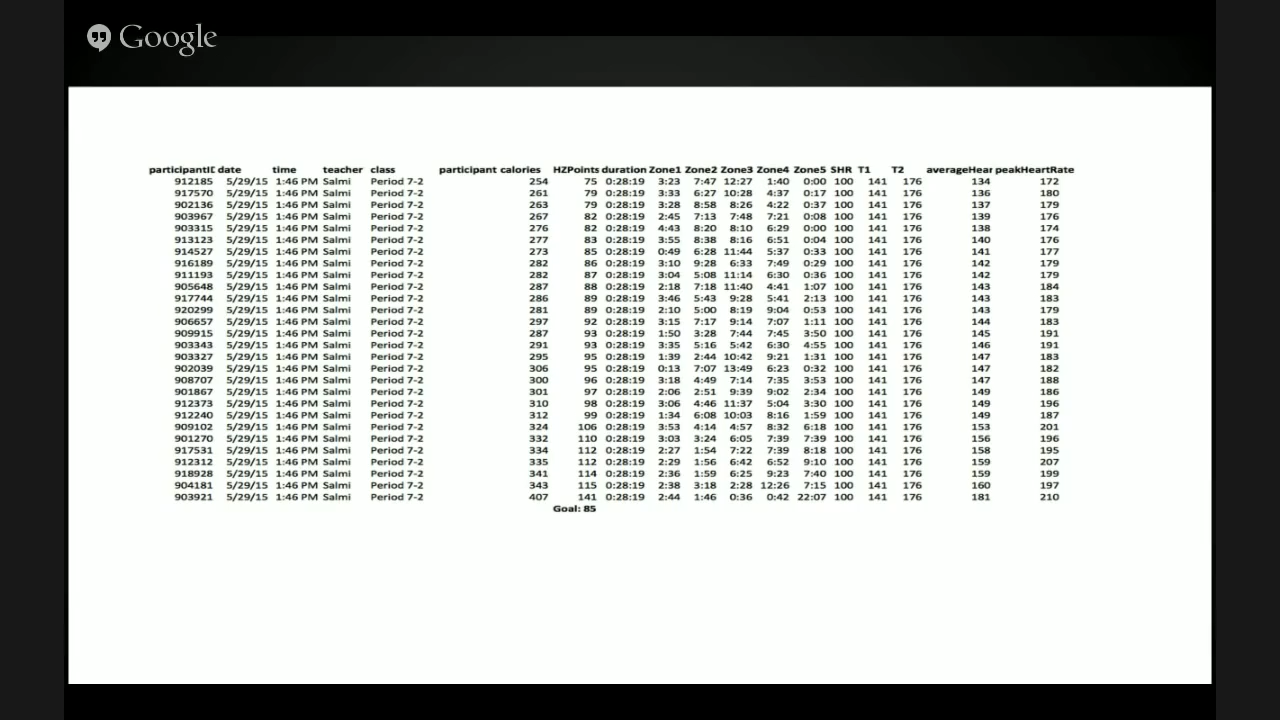 Google
participantID date time teacher class participant calories HZPoints duration Zone1 Zone2 Zone3 Zone4 Zone5 SHR T1 T2 averageHear peakHeartRate
912185 5/29/15 1:46 PM Salmi Period 7-2 254 75 0:28:19 3:23 7:47 12:27 1:40 0:00 100 141 176 134 172
917570 5/29/15 1:46 PM Salmi Period 7-2 261 79 0:28:19 3:33 6:27 10:28 4:37 0:17 100 141 176 136 180
902136 5/29/15 1:46 PM Salmi Period 7-2 263 79 0:28:19 3:28 8:58 8:26 4:22 0:37 100 141 176 137 179
903967 5/29/15 1:46 PM Salmi Period 7-2 267 82 0:28:19 2:45 7:13 7:48 7:21 0:08 100 141 176 139 176
903315 5/29/15 1:46 PM Salmi Period 7-2 276 82 0:28:19 4:43 8:20 8:10 6:29 0:00 100 141 176 138 174
913123 5/29/15 1:46 PM Salmi Period 7-2 277 83 0:28:19 3:55 8:38 8:16 6:51 0:04 100 141 176 140 176
914527 5/29/15 1:46 PM Salmi Period 7-2 273 85 0:28:19 0:49 6:28 11:44 5:37 0:33 100 141 176 141 177
916189 5/29/15 1:46 PM Salmi Period 7-2 282 86 0:28:19 3:10 9:28 6:33 7:49 0:29 100 141 176 142 179
911193 5/29/15 1:46 PM Salmi Period 7-2 282 87 0:28:19 3:04 5:08 11:14 6:30 0:36 100 141 176 142 179
905648 5/29/15 1:46 PM Salmi Period 7-2 287 88 0:28:19 2:18 7:18 11:40 4:41 1:07 100 141 176 143 184
917744 5/29/15 1:46 PM Salmi Period 7-2 286 89 0:28:19 3:46 5:43 9:28 5:41 2:13 100 141 176 143 183
920299 5/29/15 1:46 PM Salmi Period 7-2 281 89 0:28:19 2:10 5:00 8:19 9:04 0:53 100 141 176 143 179
906657 5/29/15 1:46 PM Salmi Period 7-2 297 92 0:28:19 3:15 7:17 9:14 7:07 1:11 100 141 176 144 183
909915 5/29/15 1:46 PM Salmi Period 7-2 287 93 0:28:19 1:50 3:28 7:44 7:45 3:50 100 141 176 145 191
903343 5/29/15 1:46 PM Salmi Period 7-2 291 93 0:28:19 3:35 5:16 5:42 6:30 4:55 100 141 176 146 191
903327 5/29/15 1:46 PM Salmi Period 7-2 295 95 0:28:19 1:39 2:44 10:42 9:21 1:31 100 141 176 147 183
902039 5/29/15 1:46 PM Salmi Period 7-2 306 95 0:28:19 0:13 7:07 13:49 6:23 0:32 100 141 176 147 182
908707 5/29/15 1:46 PM Salmi Period 7-2 300 96 0:28:19 3:18 4:49 7:14 7:35 3:53 100 141 176 147 188
901867 5/29/15 1:46 PM Salmi Period 7-2 301 97 0:28:19 2:06 2:51 9:39 9:02 2:34 100 141 176 149 186
912373 5/29/15 1:46 PM Salmi Period 7-2 310 98 0:28:19 3:06 4:46 11:37 5:04 3:30 100 141 176 149 196
912240 5/29/15 1:46 PM Salmi Period 7-2 312 99 0:28:19 1:34 6:08 10:03 8:16 1:59 100 141 176 149 187
909102 5/29/15 1:46 PM Salmi Period 7-2 324 106 0:28:19 3:53 4:14 4:57 8:32 6:18 100 141 176 153 201
901270 5/29/15 1:46 PM Salmi Period 7-2 332 110 0:28:19 3:03 3:24 6:05 7:39 7:39 100 141 176 156 196
917531 5/29/15 1:46 PM Salmi Period 7-2 334 112 0:28:19 2:27 1:54 7:22 7:39 8:18 100 141 176 158 195
912312 5/29/15 1:46 PM Salmi Period 7-2 335 112 0:28:19 2:29 1:56 6:42 6:52 9:10 100 141 176 159 207
918928 5/29/15 1:46 PM Salmi Period 7-2 341 114 0:28:19 2:36 1:59 6:25 9:23 7:40 100 141 176 159 199
904181 5/29/15 1:46 PM Salmi Period 7-2 343 115 0:28:19 2:38 3:18 2:28 12:26 7:15 100 141 176 160 197
903921 5/29/15 1:46 PM Salmi Period 7-2 407 141 0:28:19 2:44 1:46 0:36 0:42 22:07 100 141 176 181 210
Goal: 85